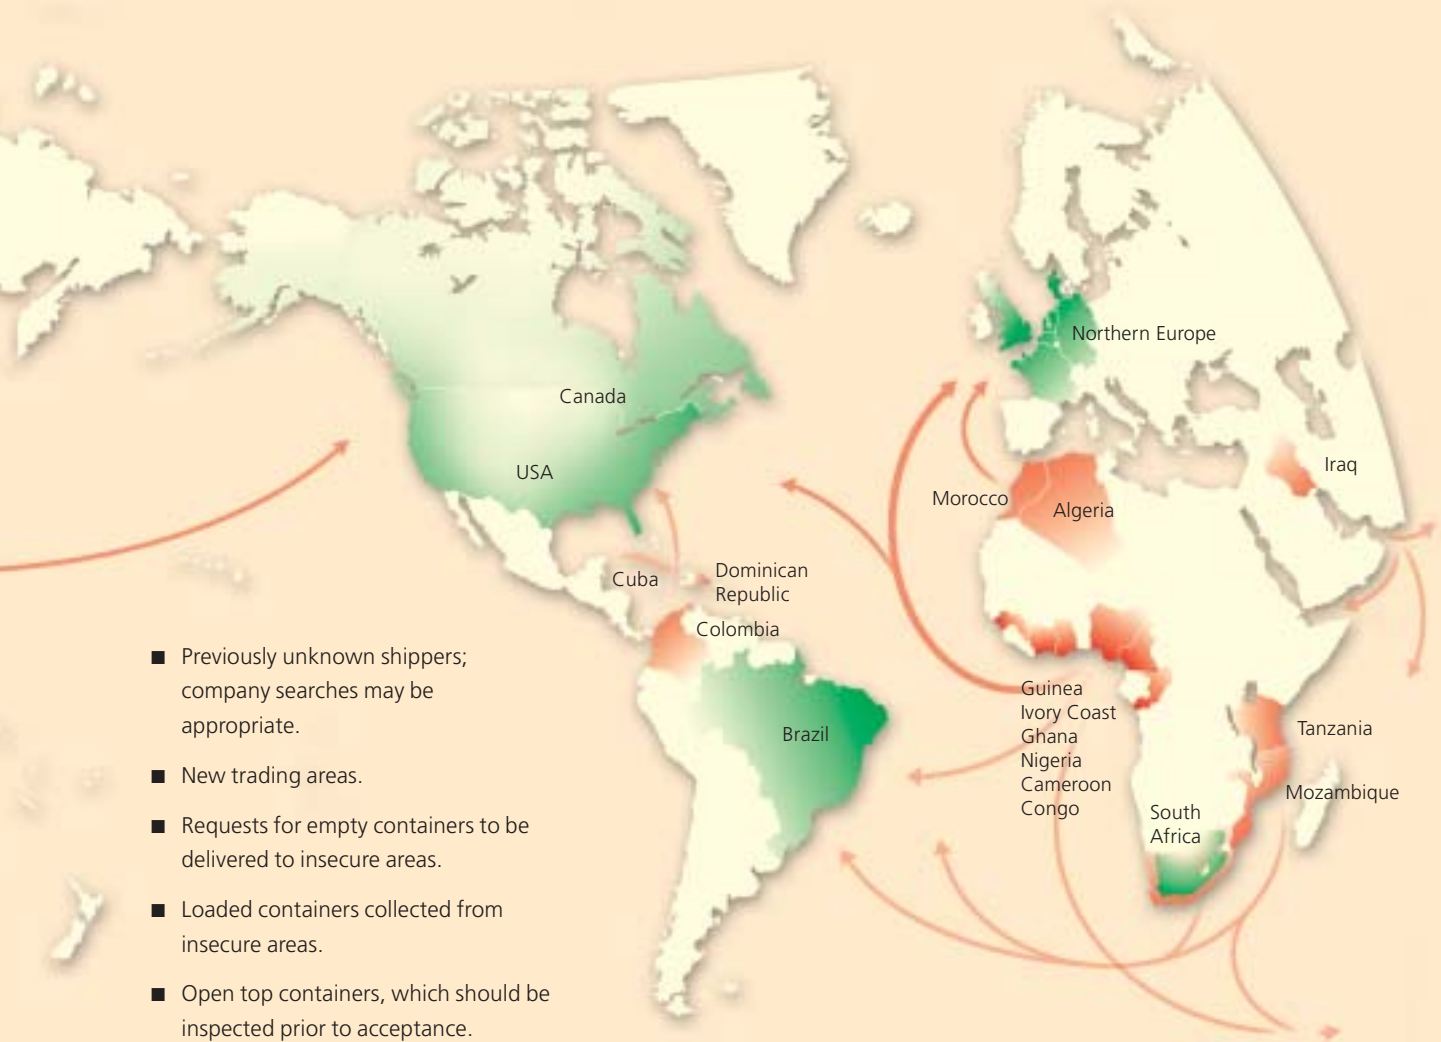 Northern Europe
Canada
USA
Iraq
Morocco
Algeria
Cuba
Dominican
Republic
Colombia
Brazil
Guinea
Ivory Coast
Ghana
Nigeria
Cameroon
Congo
Tanzania
Mozambique
South
Africa
■ Previously unknown shippers;
company searches may be
appropriate.
■ New trading areas.
■ Requests for empty containers to be
delivered to insecure areas.
■ Loaded containers collected from
insecure areas.
■ Open top containers, which should be
inspected prior to acceptance.